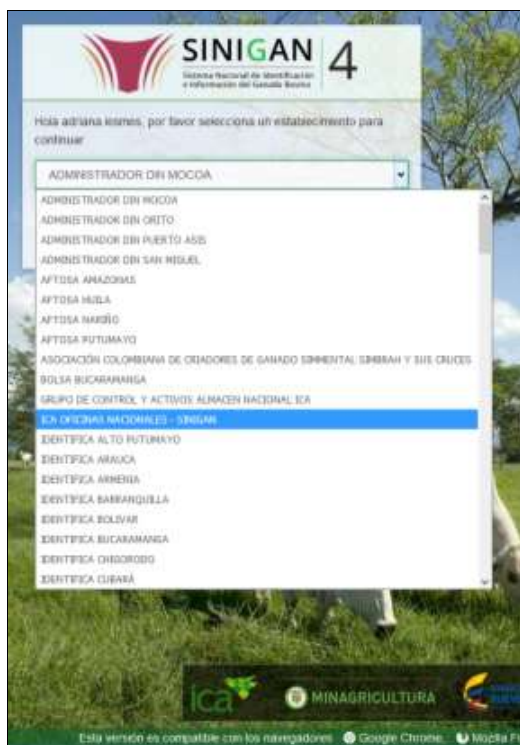 SINIGAN 4
Sistema Nacional de Identificación
e Información del Ganado Bovino
Hola adriana lesmes, por favor selecciona un establecimiento para
continuar
ADMINISTRADOR DIN MOCOA
ADMINISTRADOR DIN MOCOA
ADMINISTRADOR DIN ORITO
ADMINISTRADOR DIN PUERTO ASIS
ADMINISTRADOR DIN SAN MIGUEL
AFTOSA AMAZONAS
AFTOSA HUILA
AFTOSA NARIÑO
AFTOSA PUTUMAYO
ASOCIACIÓN COLOMBIANA DE CRIADORES DE GANADO SIMMENTAL SIMBRAH Y SUS CRUCES
BOLSA BUCARAMANGA
GRUPO DE CONTROL Y ACTIVOS ALMACEN NACIONAL ICA
ICA OFICINAS NACIONALES - SINIGAN
IDENTIFICA ALTO PUTUMAYO
IDENTIFICA ARAUCA
IDENTIFICA ARMENIA
IDENTIFICA BARRANQUILLA
IDENTIFICA BOLIVAR
IDENTIFICA BUCARAMANGA
IDENTIFICA CHIGORODO
IDENTIFICA CUBARÁ
ica MINAGRICULTURA
Esta versión es compatible con los navegadores Google Chrome, Mozilla